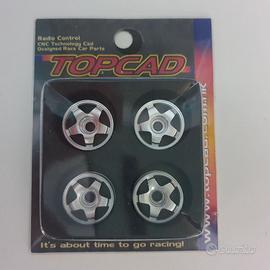 Radio Control
CNC Technology Cad
Designed Race Car Parts
TOPCAD
www.topcad.com.hk
It's about time to go racing!
subito